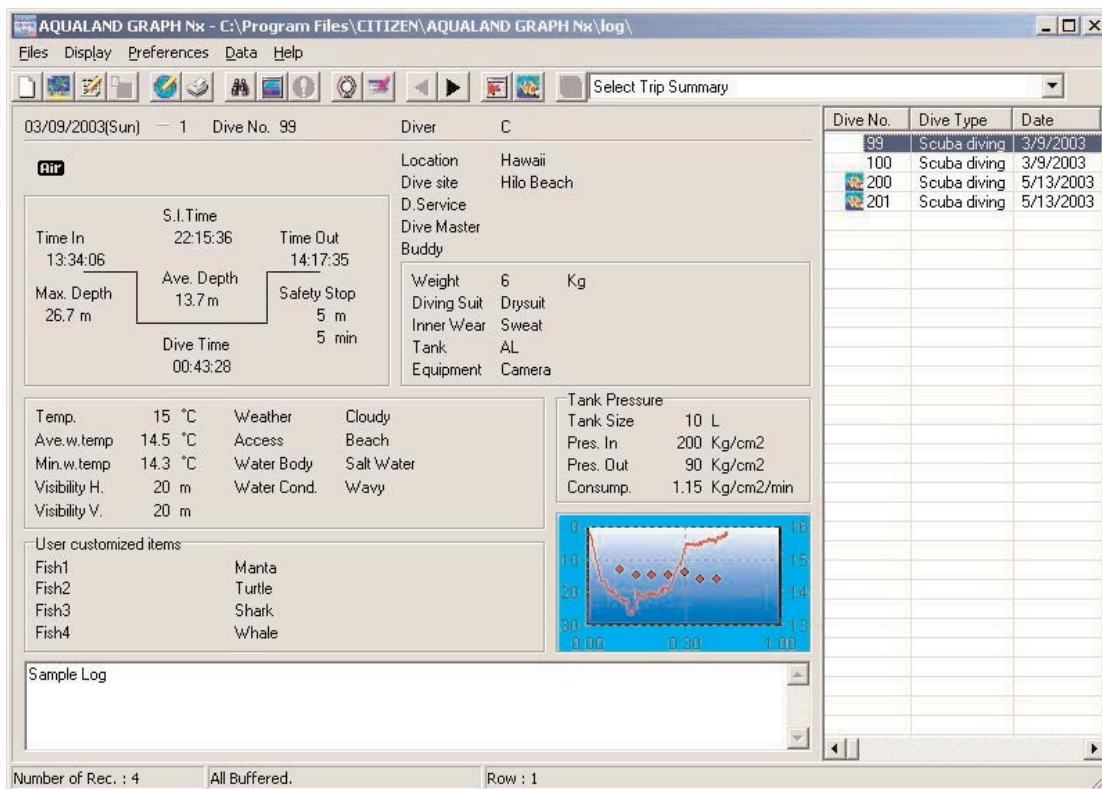 AQUALAND GRAPH Nx - C:\Program Files\CITIZEN\AQUALAND GRAPH Nx\log\
Files Display Preferences Data Help
Select Trip Summary
03/09/2003(Sun) - 1 Dive No. 99 Diver C
Air
Location Hawaii
Dive site Hilo Beach
D.Service
Dive Master
Buddy
S.I.Time
22:15:36
Time In
13:34:06
Time Out
14:17:35
Ave. Depth
13.7 m
Max. Depth
26.7 m
Safety Stop
5 m
5 min
Dive Time
00:43:28
Weight 6 Kg
Diving Suit Drysuit
Inner Wear Sweat
Tank AL
Equipment Camera
Temp. 15 °C Weather Cloudy
Ave.w.temp 14.5 °C Access Beach
Min.w.temp 14.3 °C Water Body Salt Water
Visibility H. 20 m Water Cond. Wavy
Visibility V. 20 m
Tank Pressure
Tank Size 10 L
Pres. In 200 Kg/cm2
Pres. Out 90 Kg/cm2
Consump. 1.15 Kg/cm2/min
User customized items
Fish1 Manta
Fish2 Turtle
Fish3 Shark
Fish4 Whale
0 16
10 15
20 14
30 13
0:00 0:30 1:00
Sample Log
Dive No. Dive Type Date
99 Scuba diving 3/9/2003
100 Scuba diving 3/9/2003
200 Scuba diving 5/13/2003
201 Scuba diving 5/13/2003
Number of Rec. : 4 All Buffered. Row : 1